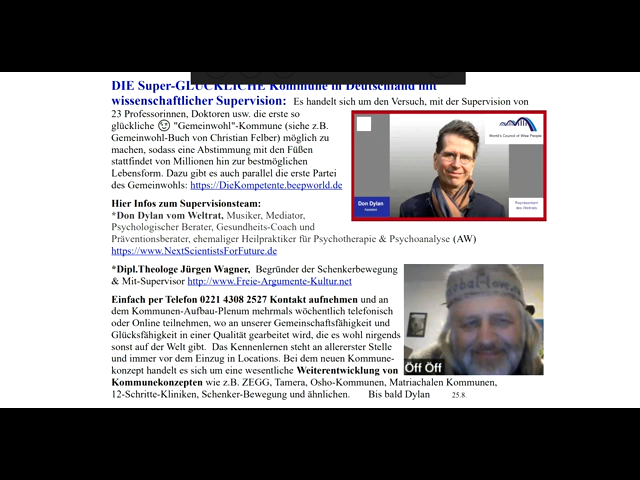 DIE Super-GLÜCKLICHE Kommune in Deutschland mit
wissenschaftlicher Supervision: Es handelt sich um den Versuch, mit der Supervision von
23 Professorinnen, Doktoren usw. die erste so
glückliche 😉 "Gemeinwohl"-Kommune (siehe z.B.
Gemeinwohl-Buch von Christian Felber) möglich zu
machen, sodass eine Abstimmung mit den Füßen
stattfindet von Millionen hin zur bestmöglichen
Lebensform. Dazu gibt es auch parallel die erste Partei
des Gemeinwohls: https://DieKompetente.beepworld.de
World's Council of Wise People
Don Dylan
Assistent
Repräsentant
des Weltrats
Hier Infos zum Supervisionsteam:
*Don Dylan vom Weltrat, Musiker, Mediator,
Psychologischer Berater, Gesundheits-Coach und
Präventionsberater, ehemaliger Heilpraktiker für Psychotherapie & Psychoanalyse (AW)
https://www.NextScientistsForFuture.de
*Dipl.Theologe Jürgen Wagner, Begründer der Schenkerbewegung
& Mit-Supervisor http://www.Freie-Argumente-Kultur.net
Einfach per Telefon 0221 4308 2527 Kontakt aufnehmen und an
dem Kommunen-Aufbau-Plenum mehrmals wöchentlich telefonisch
oder Online teilnehmen, wo an unserer Gemeinschaftsfähigkeit und
Glücksfähigkeit in einer Qualität gearbeitet wird, die es wohl nirgends
sonst auf der Welt gibt. Das Kennenlernen steht an allererster Stelle
und immer vor dem Einzug in Locations. Bei dem neuen Kommune-
konzept handelt es sich um eine wesentliche Weiterentwicklung von
Kommunekonzepten wie z.B. ZEGG, Tamera, Osho-Kommunen, Matriachalen Kommunen,
12-Schritte-Kliniken, Schenker-Bewegung und ähnlichen. Bis bald Dylan 25.8.
Öff Öff